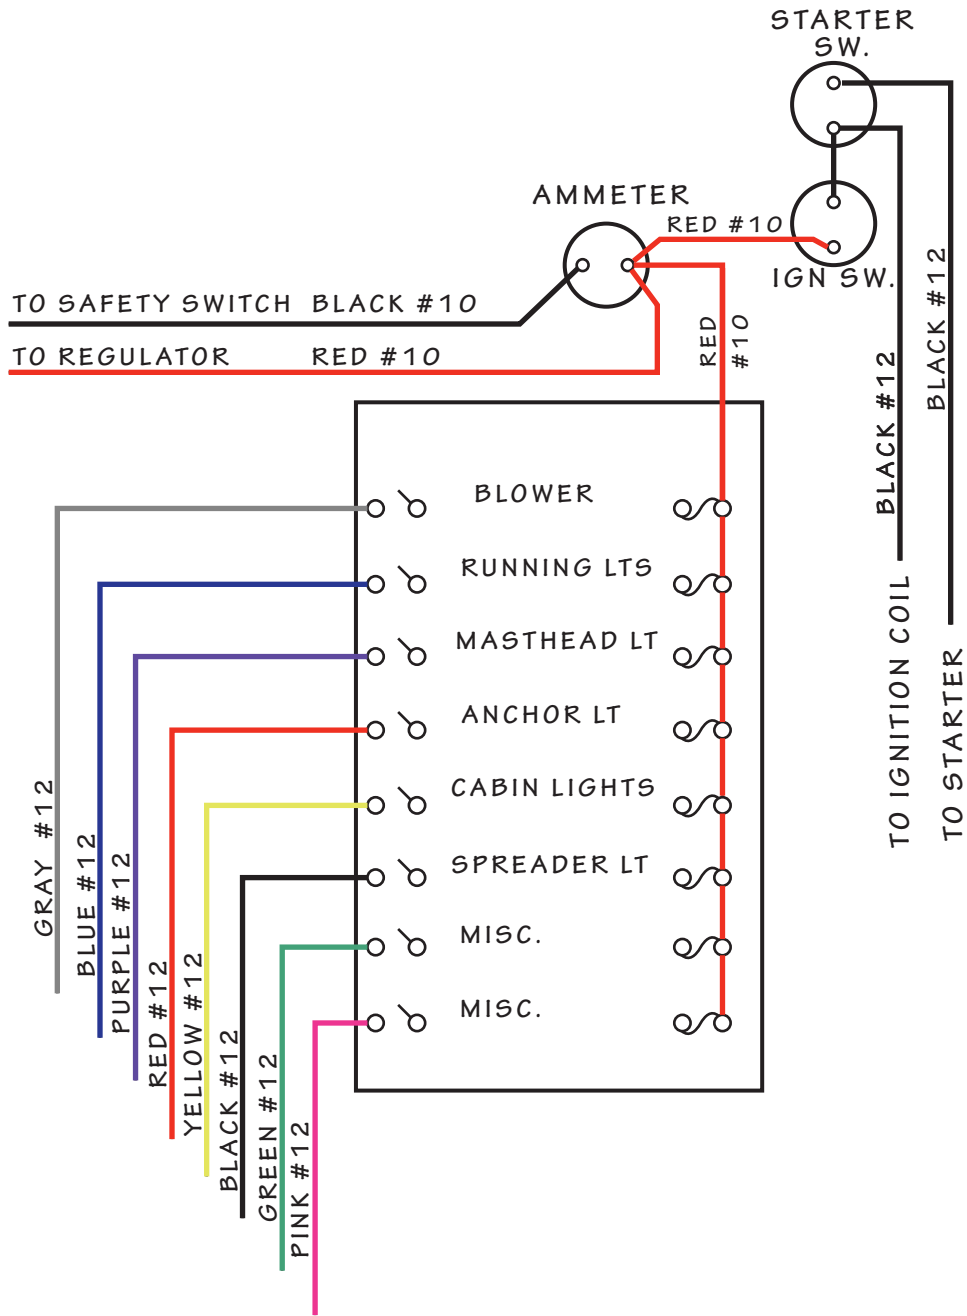 STARTER
SW.
AMMETER
RED #10
IGN SW.
TO SAFETY SWITCH BLACK #10
TO REGULATOR RED #10
RED
#10
BLACK #12
BLACK #12
TO IGNITION COIL
TO STARTER
BLOWER
RUNNING LTS
MASTHEAD LT
ANCHOR LT
CABIN LIGHTS
SPREADER LT
MISC.
MISC.
GRAY #12
BLUE #12
PURPLE #12
RED #12
YELLOW #12
BLACK #12
GREEN #12
PINK #12